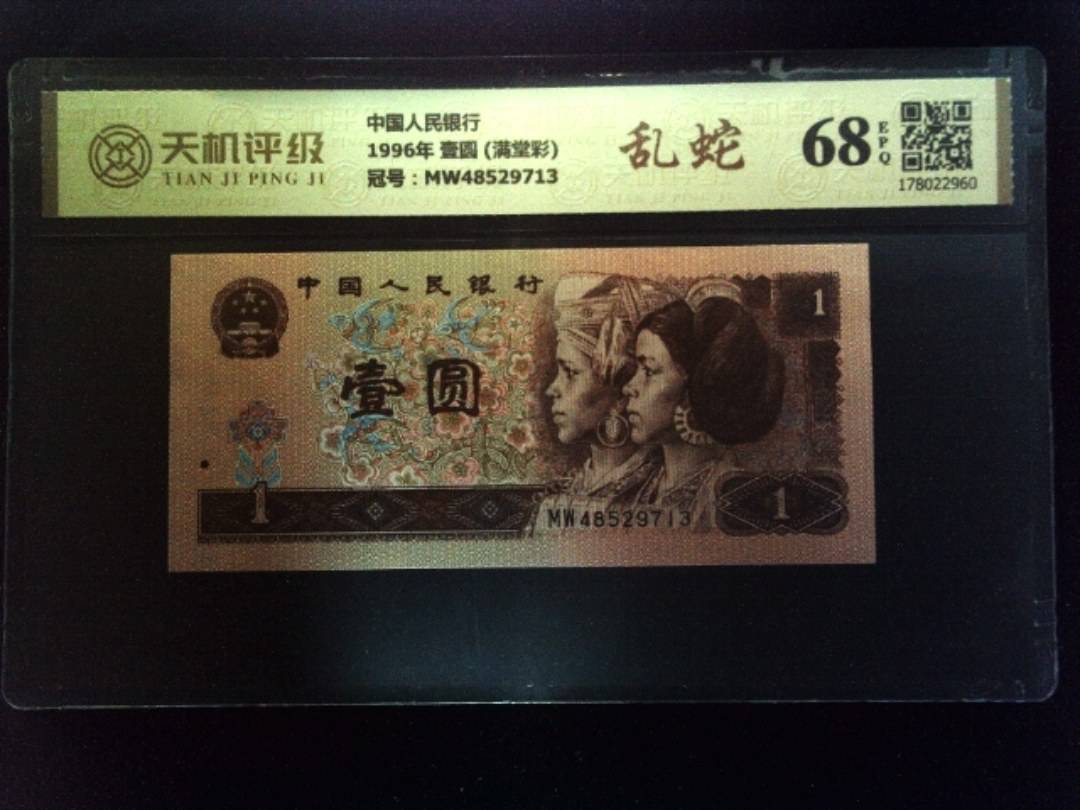 天机评级
TIAN JI PING JI
中国人民银行
1996年 壹圆 (满堂彩)
冠号：MW48529713
乱蛇
68
EPQ
178022960
中国人民银行
1
壹圆
1
MW48529713
1